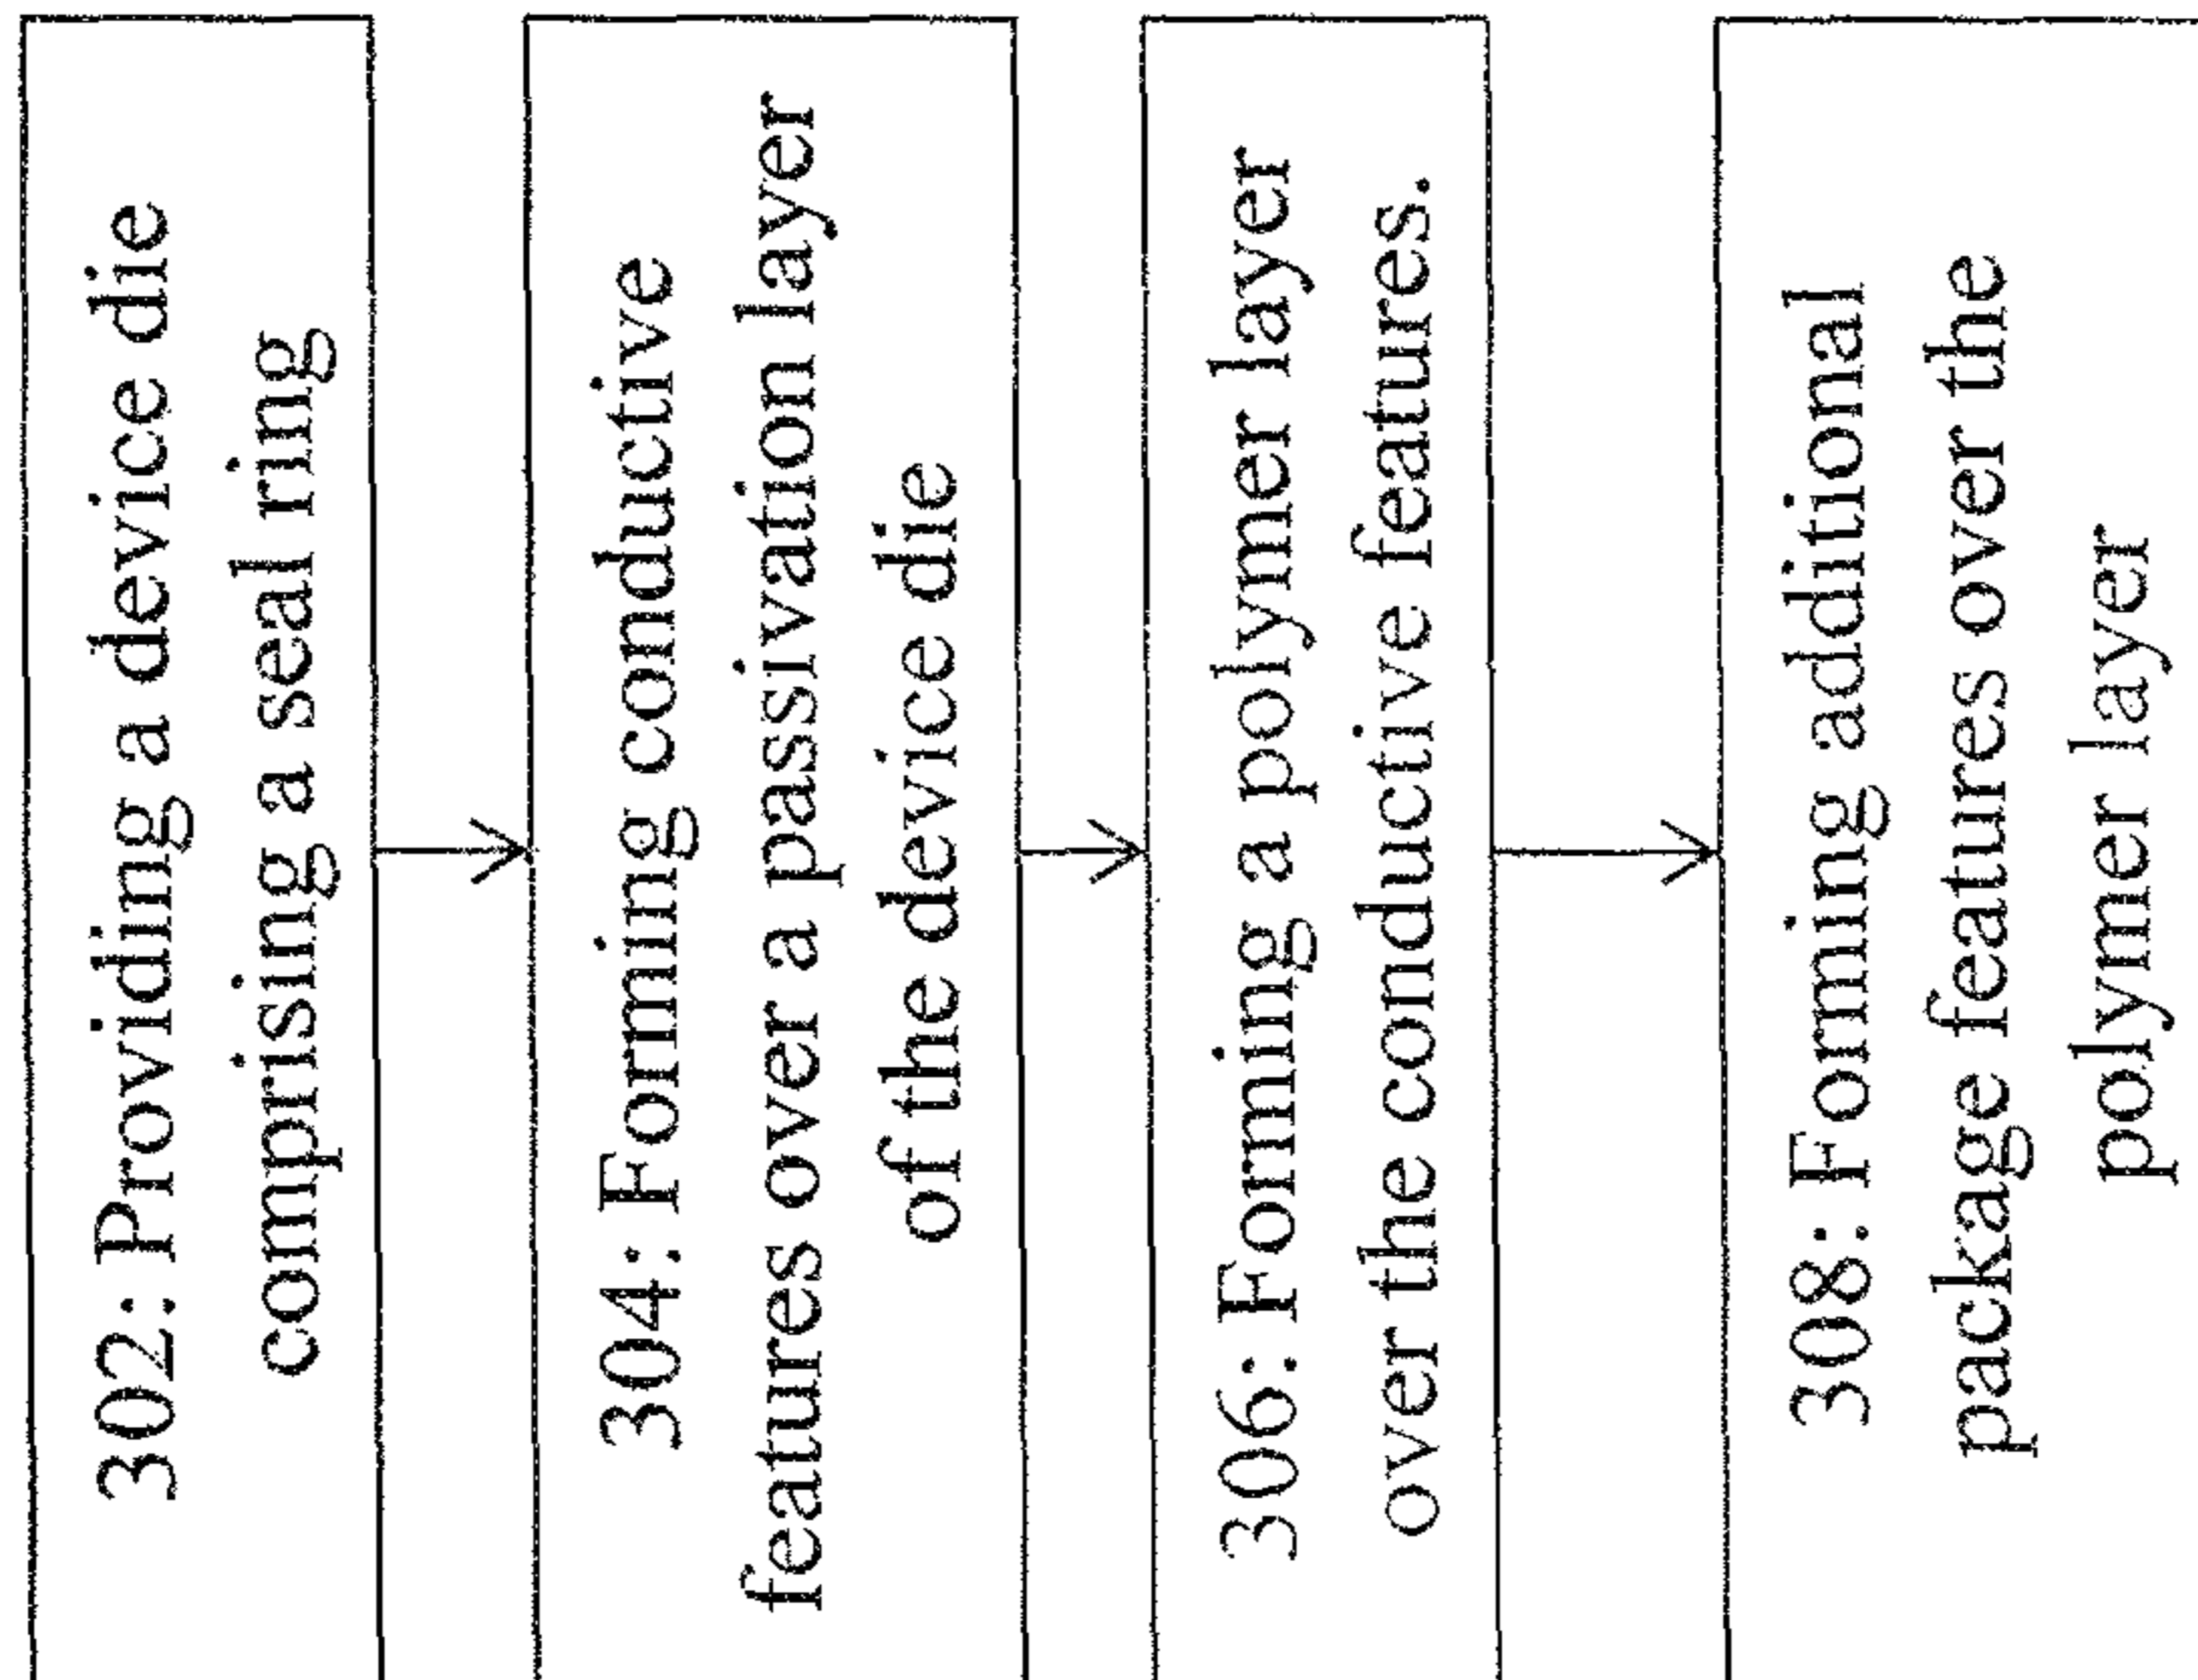 302: Providing a device die
comprising a seal ring
304: Forming conductive
features over a passivation layer
of the device die
306: Forming a polymer layer
over the conductive features.
308: Forming additional
package features over the
polymer layer